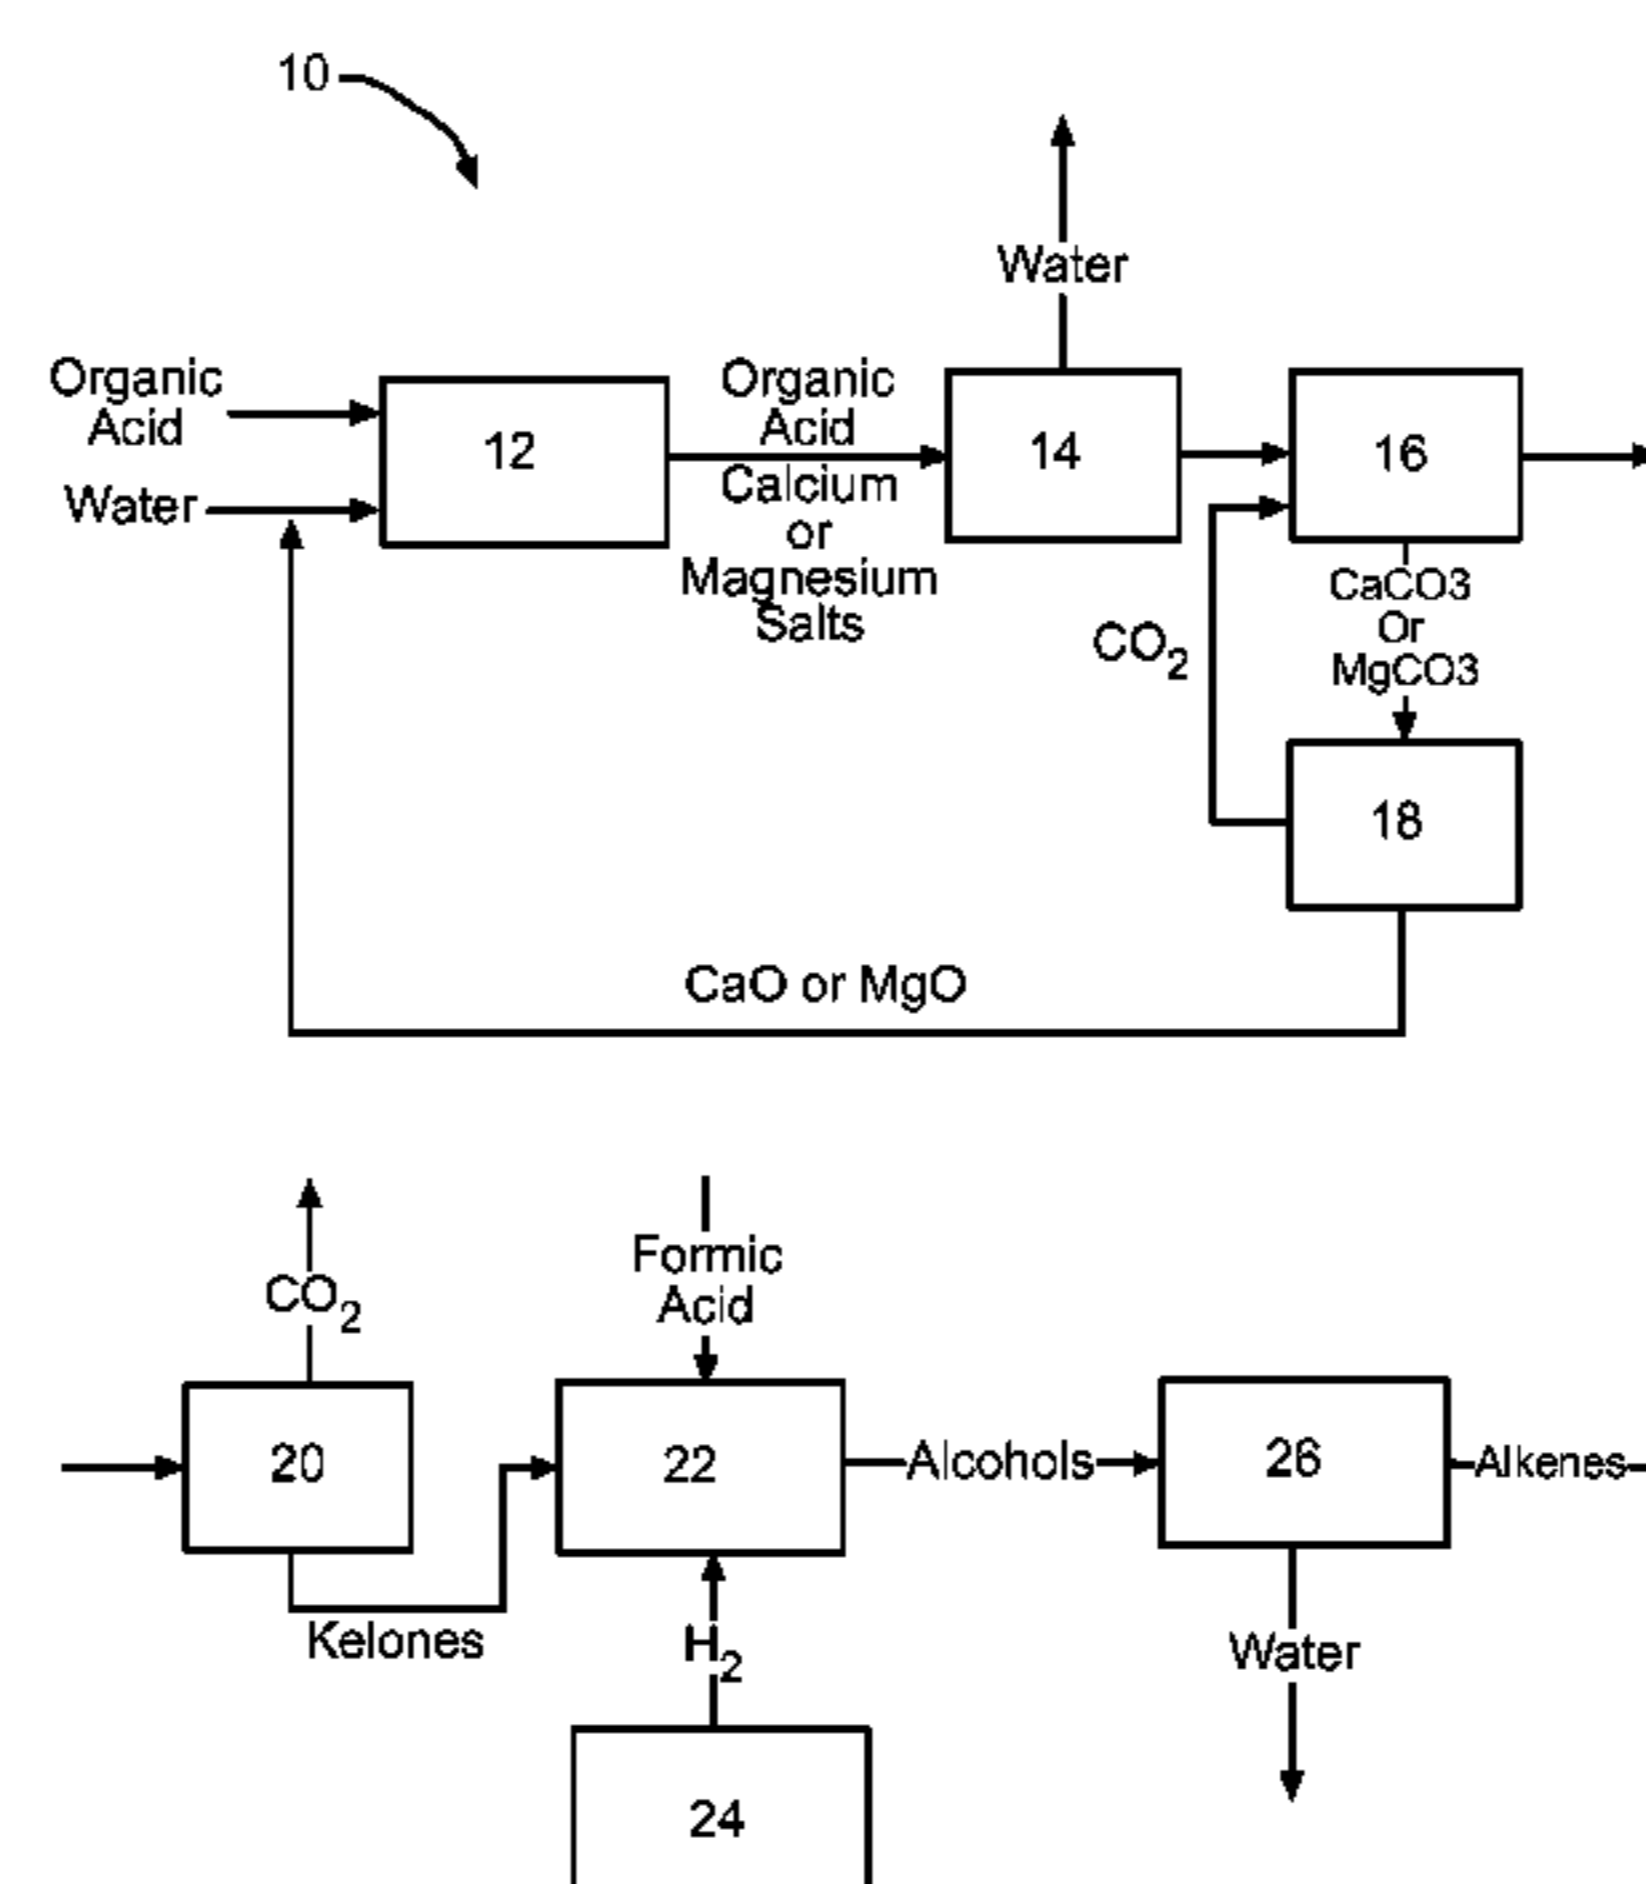 10
Water
Organic
Acid
Water
12
Organic
Acid
Calcium
or
Magnesium
Salts
14
16
CO2
CaCO3
Or
MgCO3
18
CaO or MgO
CO2
Formic
Acid
20
22
Alcohols
26
Alkenes
Kelones
H2
Water
24